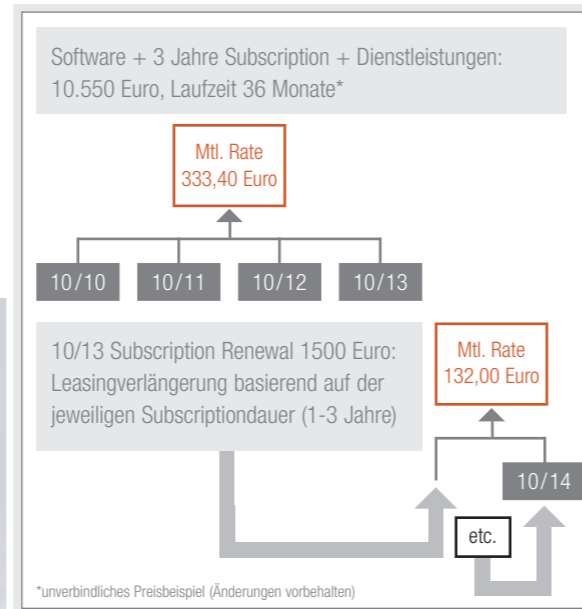 Software + 3 Jahre Subscription + Dienstleistungen:
10.550 Euro, Laufzeit 36 Monate*
Mtl. Rate
333,40 Euro
10/10
10/11
10/12
10/13
10/13 Subscription Renewal 1500 Euro:
Leasingverlängerung basierend auf der
jeweiligen Subscriptiondauer (1-3 Jahre)
Mtl. Rate
132,00 Euro
10/14
etc.
*unverbindliches Preisbeispiel (Änderungen vorbehalten)